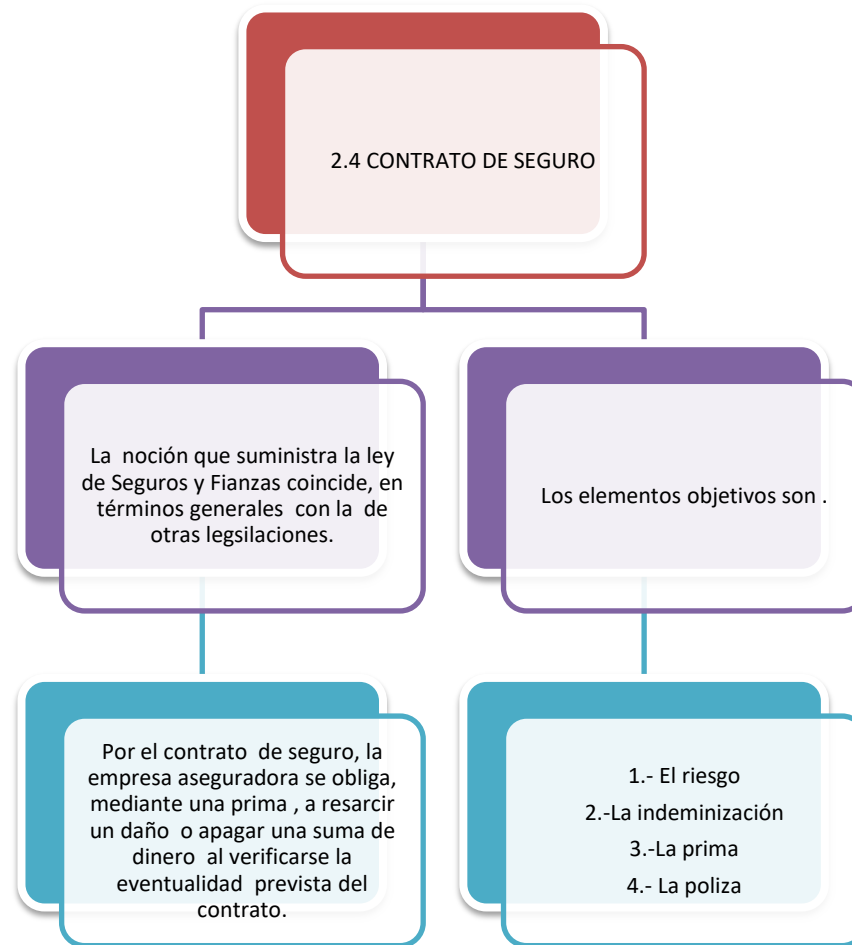 2.4 CONTRATO DE SEGURO
La noción que suministra la ley
de Seguros y Fianzas coincide, en
términos generales con la de
otras legsilaciones.
Los elementos objetivos son .
Por el contrato de seguro, la
empresa aseguradora se obliga,
mediante una prima , a resarcir
un daño o apagar una suma de
dinero al verificarse la
eventualidad prevista del
contrato.
1.- El riesgo
2.-La indeminización
3.-La prima
4.- La poliza